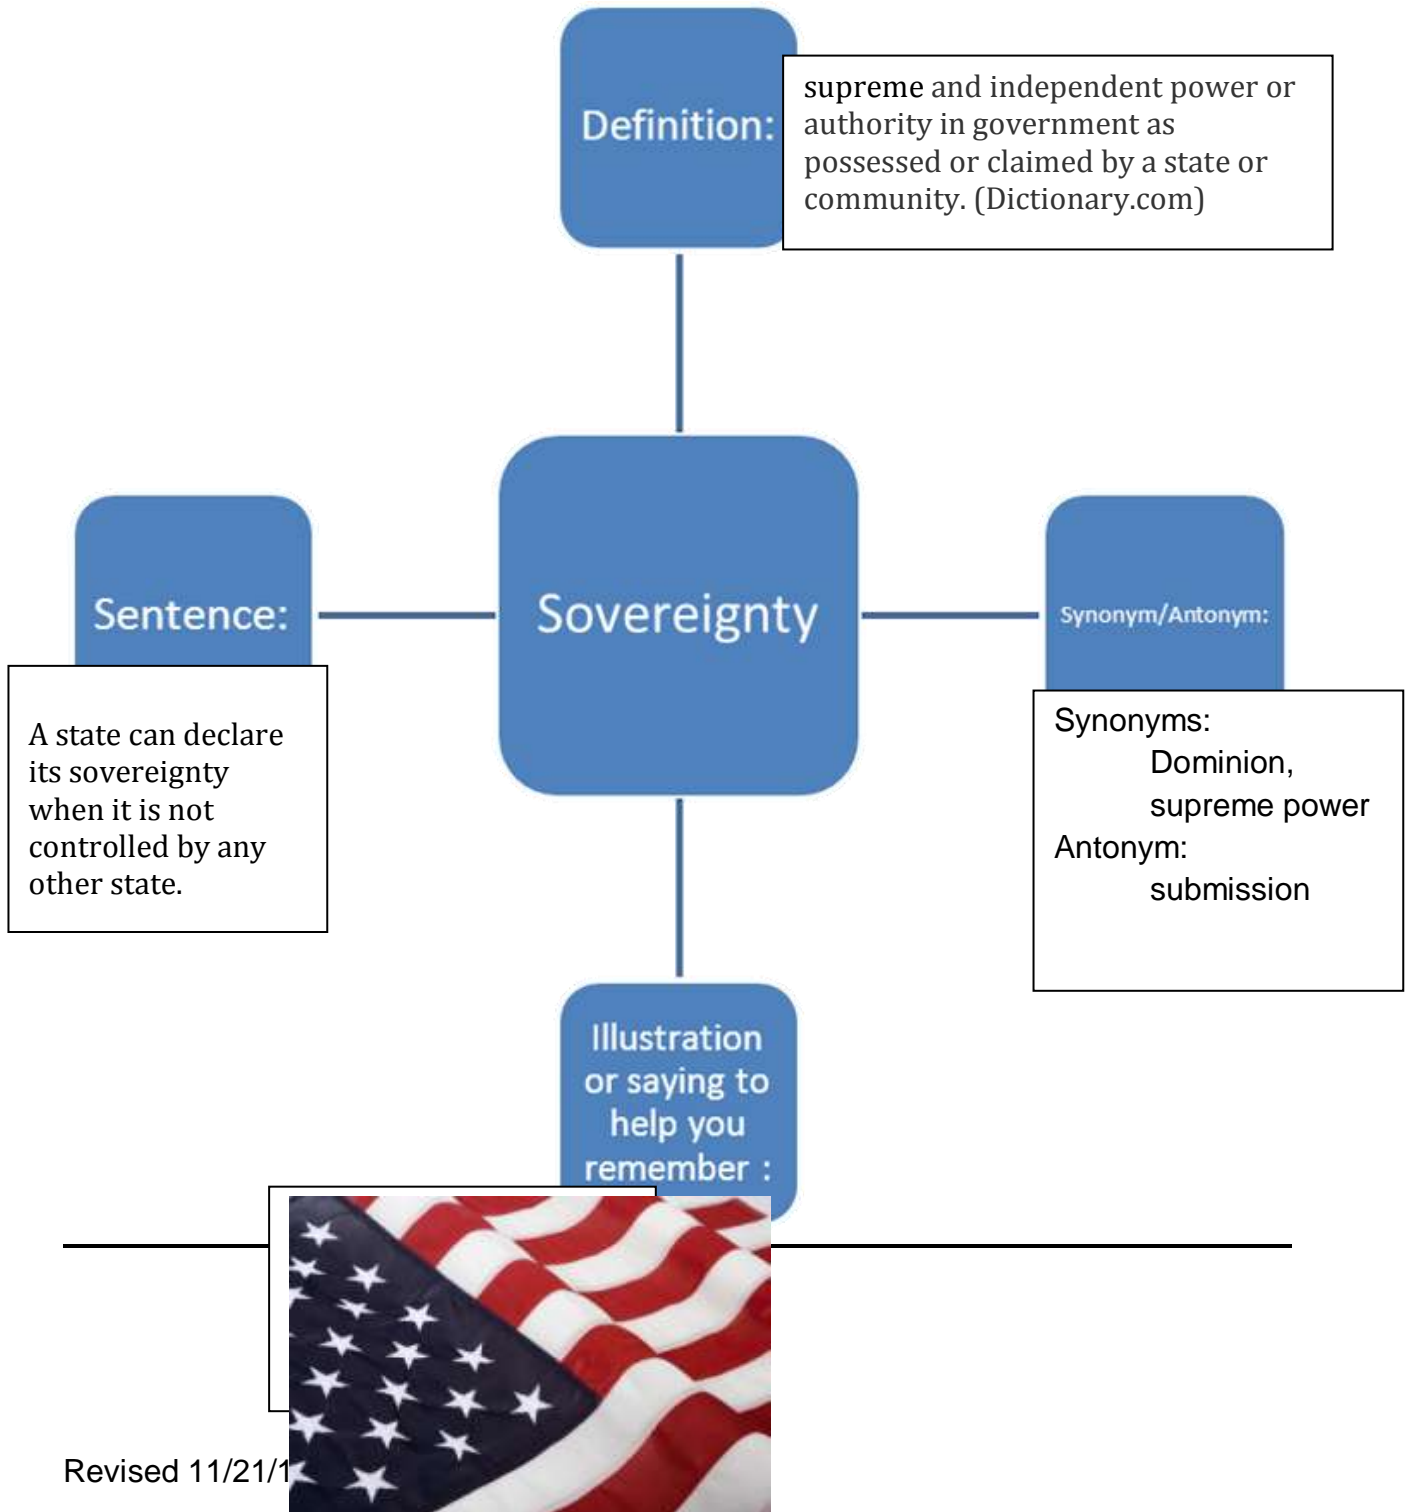 Definition:
supreme and independent power or
authority in government as
possessed or claimed by a state or
community. (Dictionary.com)
Sentence:
A state can declare
its sovereignty
when it is not
controlled by any
other state.
Sovereignty
Synonym/Antonym:
Synonyms:
Dominion,
supreme power
Antonym:
submission
Illustration
or saying to
help you
remember :
Revised 11/21/1